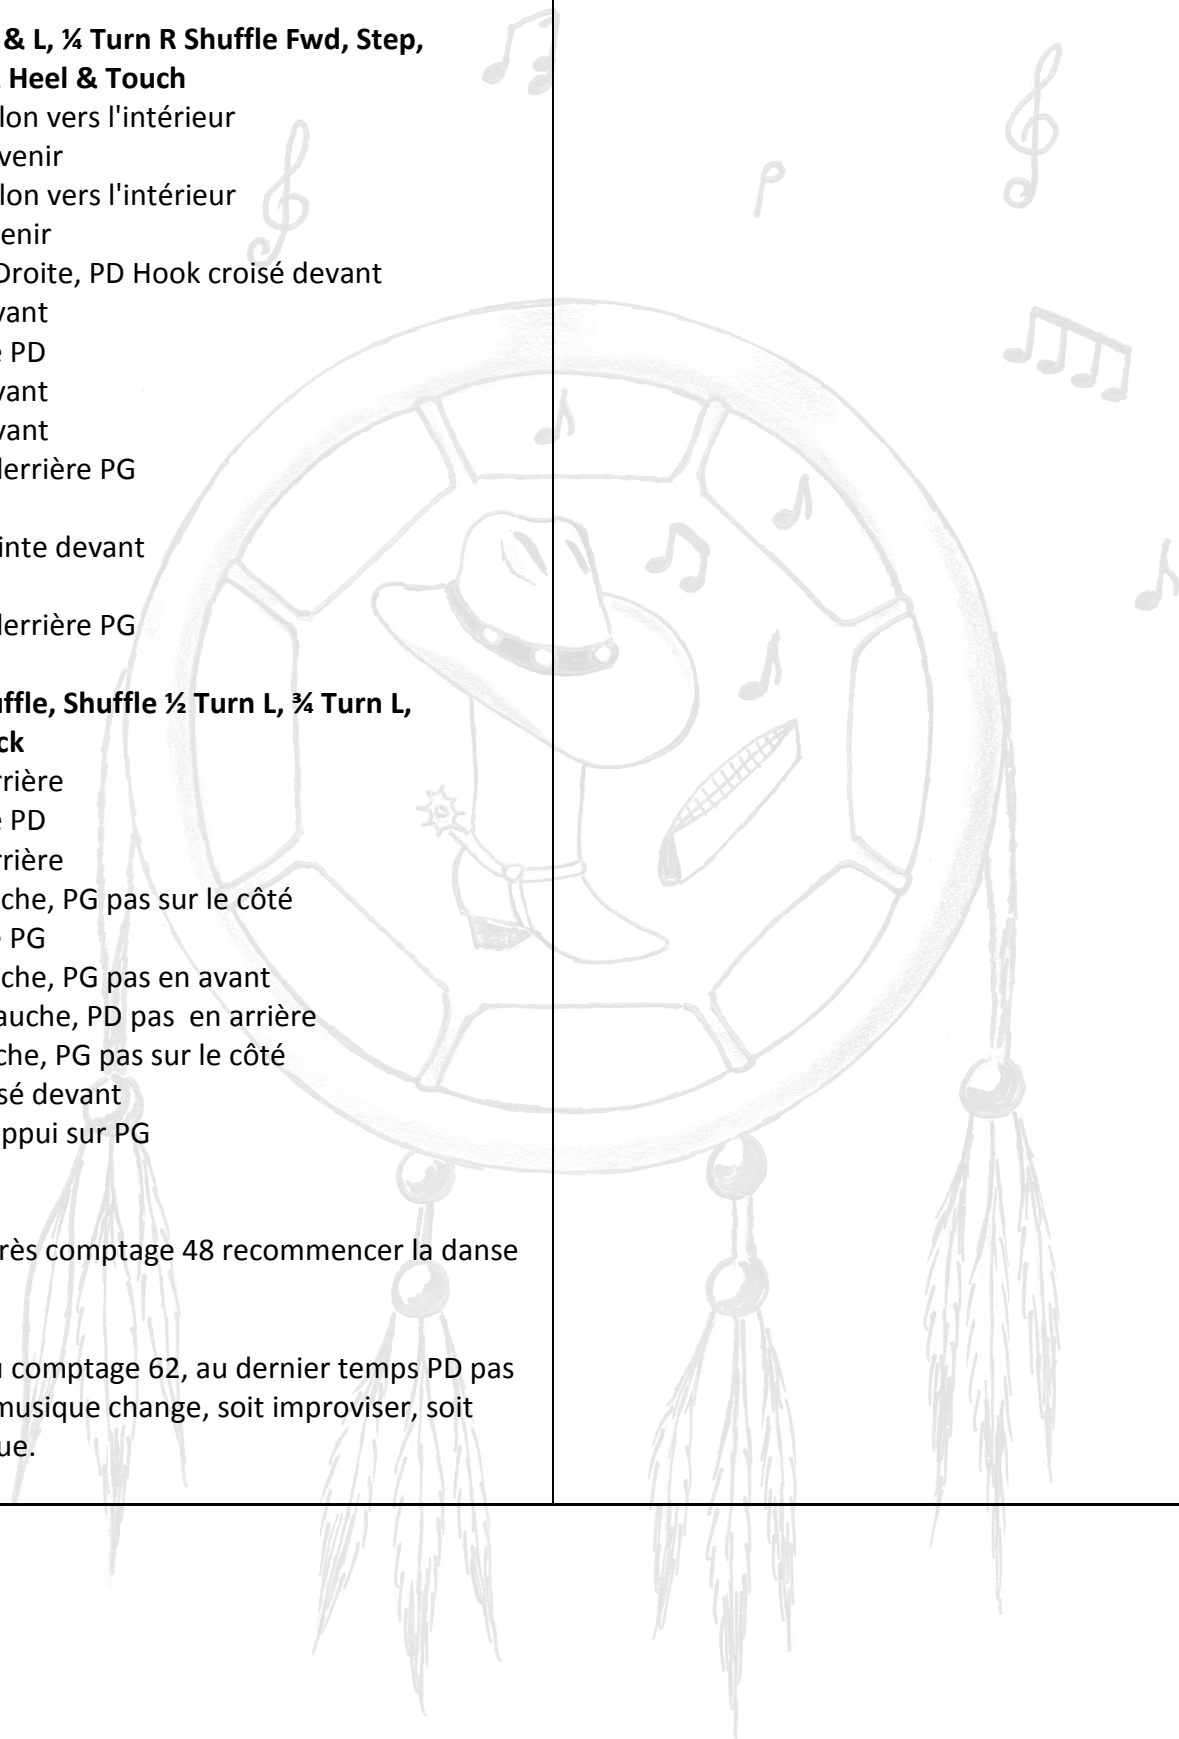 & L, ¼ Turn R Shuffle Fwd, Step,
Heel & Touch
lon vers l'intérieur
venir
lon vers l'intérieur
enir
Droite, PD Hook croisé devant
vant
PD
vant
vant
derrière PG
inte devant
derrière PG
uffle, Shuffle ½ Turn L, ¾ Turn L,
ck
rrière
PD
rrière
che, PG pas sur le côté
PG
che, PG pas en avant
auche, PD pas  en arrière
che, PG pas sur le côté
sé devant
ppui sur PG
rès comptage 48 recommencer la danse
u comptage 62, au dernier temps PD pas
musique change, soit improviser, soit
ue.